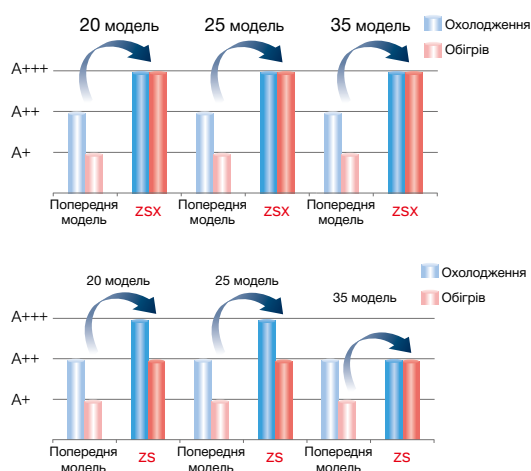 20 модель 25 модель 35 модель
Охолодження
Обігрів
A+++
A++
A+
Попередня модель ZSX Попередня модель ZSX Попередня модель ZSX
Охолодження
Обігрів
20 модель 25 модель 35 модель
A+++
A++
A+
Попередня модель ZS Попередня модель ZS Попередня модель ZS